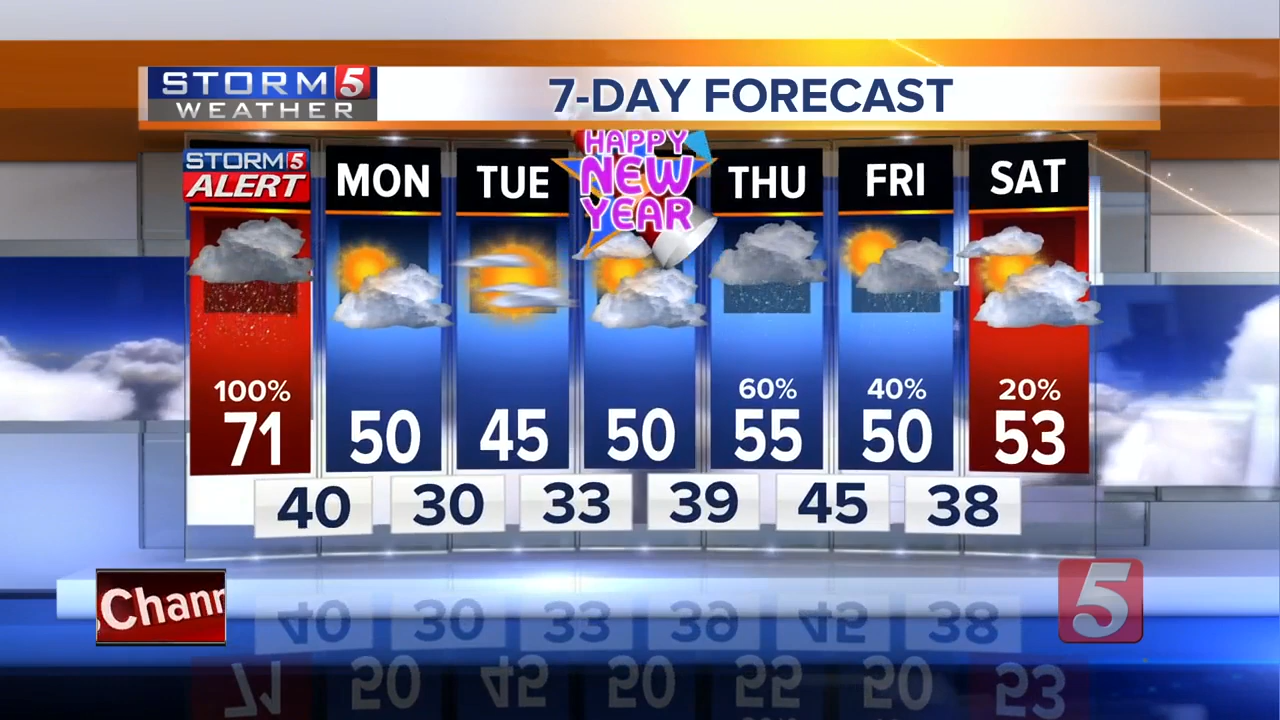 STORM 5
WEATHER
7-DAY FORECAST
STORM 5
ALERT
MON
TUE
HAPPY
NEW
YEAR
THU
FRI
SAT
100%
60%
40%
20%
71
50
45
50
55
50
53
40
30
33
39
45
38
Chann
5